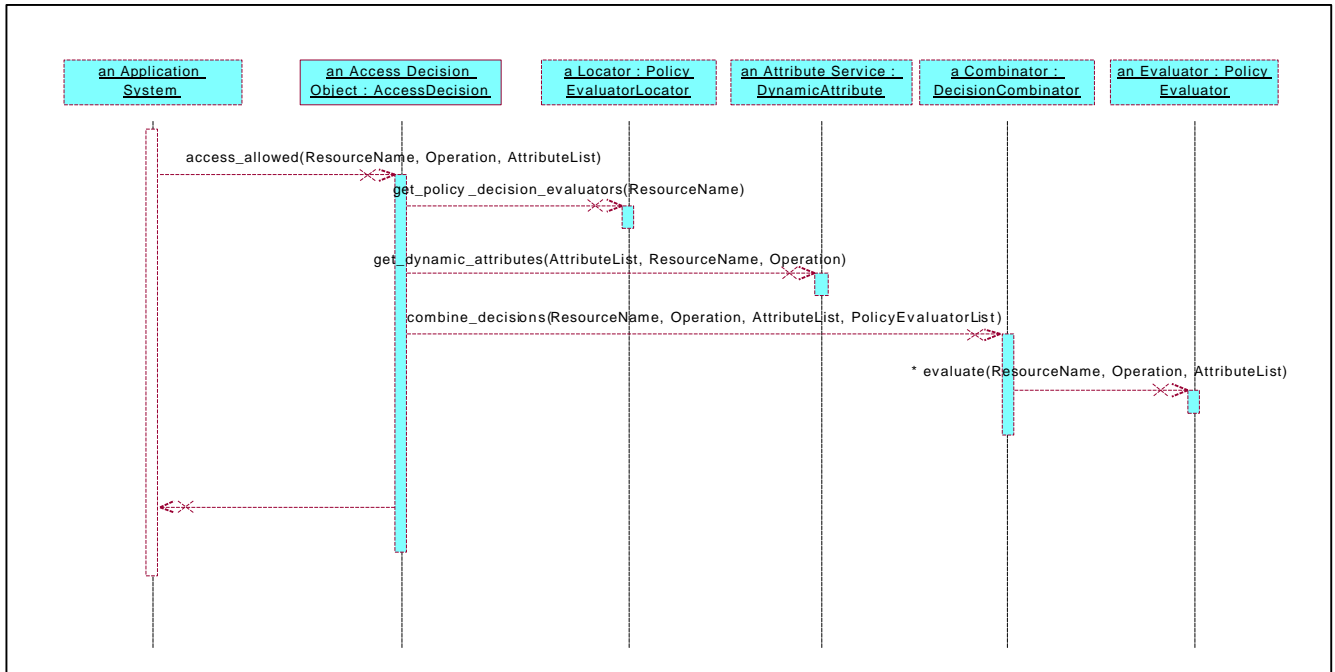 an Application
System
an Access Decision
Object : AccessDecision
a Locator : Policy
EvaluatorLocator
an Attribute Service :
DynamicAttribute
a Combinator :
DecisionCombinator
an Evaluator : Policy
Evaluator
access_allowed(ResourceName, Operation, AttributeList)
get_policy_decision_evaluators(ResourceName)
get_dynamic_attributes(AttributeList, ResourceName, Operation)
combine_decisions(ResourceName, Operation, AttributeList, PolicyEvaluatorList)
* evaluate(ResourceName, Operation, AttributeList)